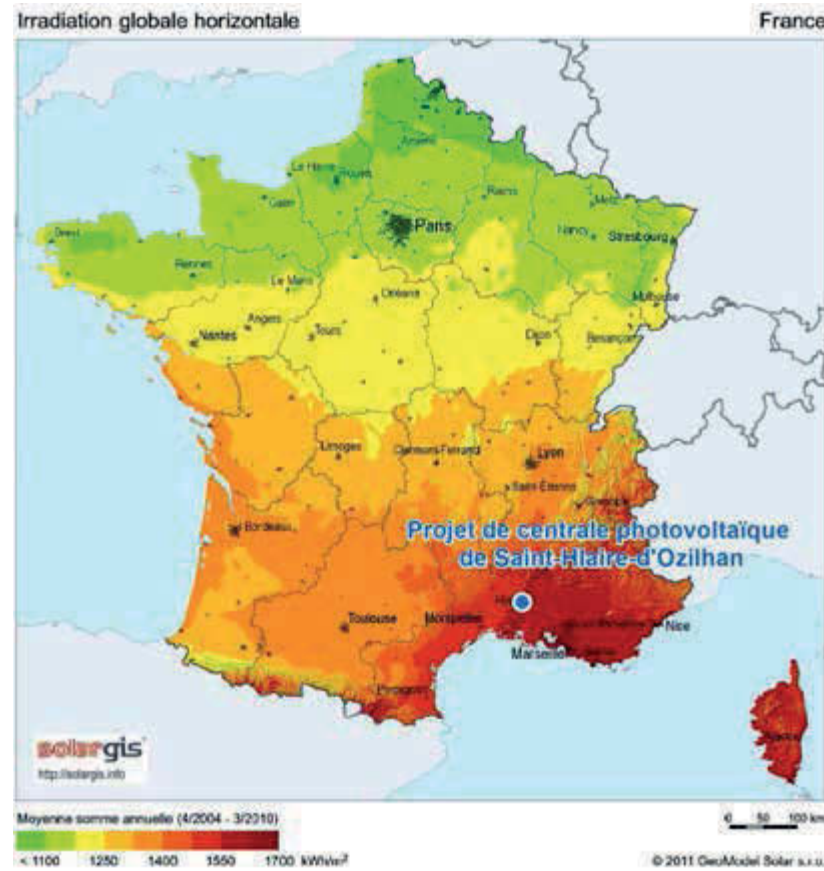 Irradiation globale horizontale
France
Amiens
Le Havre
Rouen
Caen
Reims
Metz
Paris
Nancy
Strasbourg
Brest
Rennes
Le Mans
Orléans
Mulhouse
Angers
Nantes
Tours
Dijon
Besançon
Limoges
Clermont-Ferrand
Lyon
Saint-Étienne
Grenoble
Bordeaux
Projet de centrale photovoltaïque
de Saint-Hlaire-d'Ozilhan
Toulouse
Montpellier
Nice
Marseille
Perpignan
Ajaccio
solargis
http://solargis.info
Moyenne somme annuelle (4/2004 - 3/2010)
0 50 100 km
< 1100 1250 1400 1550 1700 kWh/m²
© 2011 GeoModel Solar s.r.o.